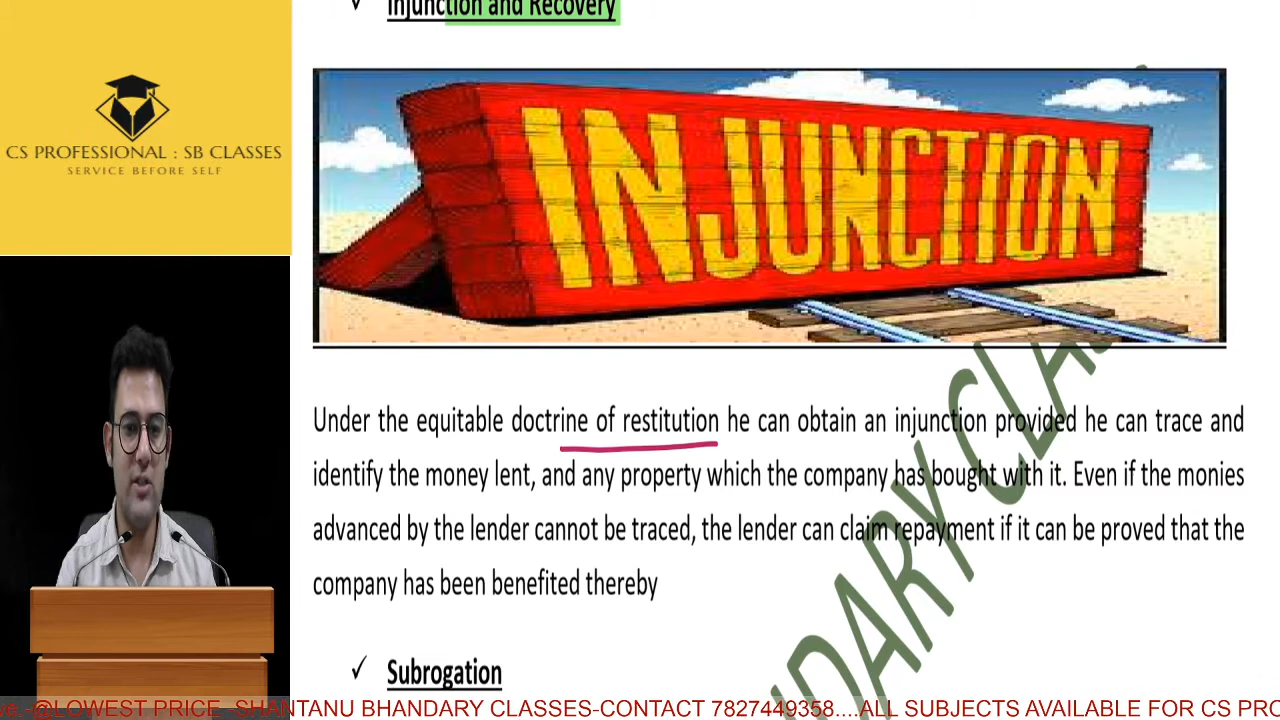 Injunction and Recovery
CS PROFESSIONAL : SB CLASSES
SERVICE BEFORE SELF
INJUNCTION
Under the equitable doctrine of restitution he can obtain an injunction provided he can trace and
identify the money lent, and any property which the company has bought with it. Even if the monies
advanced by the lender cannot be traced, the lender can claim repayment if it can be proved that the
company has been benefited thereby
✓ Subrogation
@LOWEST PRICE -SHANTANU BHANDARY CLASSES-CONTACT 7827449358....ALL SUBJECTS AVAILABLE FOR CS